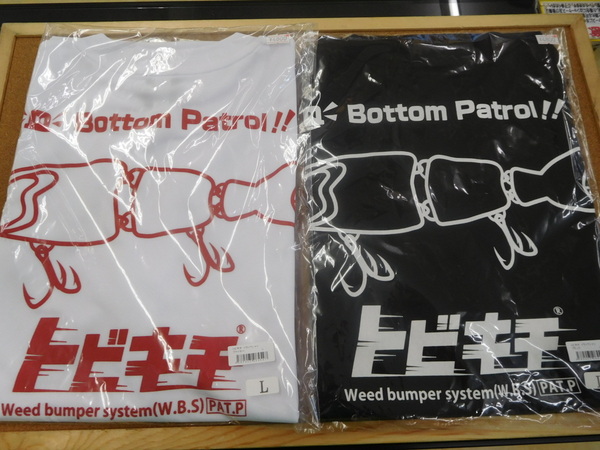 Bottom Patrol!!
トビキチ®
L
Weed bumper system(W.B.S) PAT.P
Bottom Patrol!!
トビキチ®
Weed bumper system(W.B.S) PAT.P